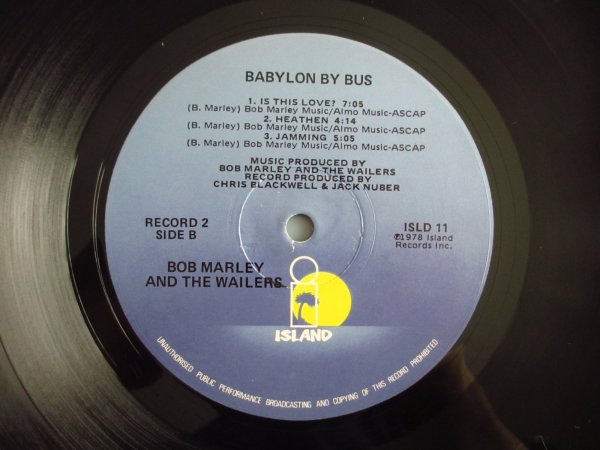 BABYLON BY BUS
1. IS THIS LOVE? 7:05
(B. Marley) Bob Marley Music/Almo Music-ASCAP
2. HEATHEN 4:14
(B. Marley) Bob Marley Music/Almo Music-ASCAP
3. JAMMING 5:05
(B. Marley) Bob Marley Music/Almo Music-ASCAP
MUSIC PRODUCED BY
BOB MARLEY AND THE WAILERS
RECORD PRODUCED BY
CHRIS BLACKWELL & JACK NUBER
RECORD 2
SIDE B
ISLD 11
℗1978 Island
Records Inc.
BOB MARLEY
AND THE WAILERS
ISLAND
UNAUTHORISED PUBLIC PERFORMANCE BROADCASTING AND COPYING OF THIS RECORD PROHIBITED